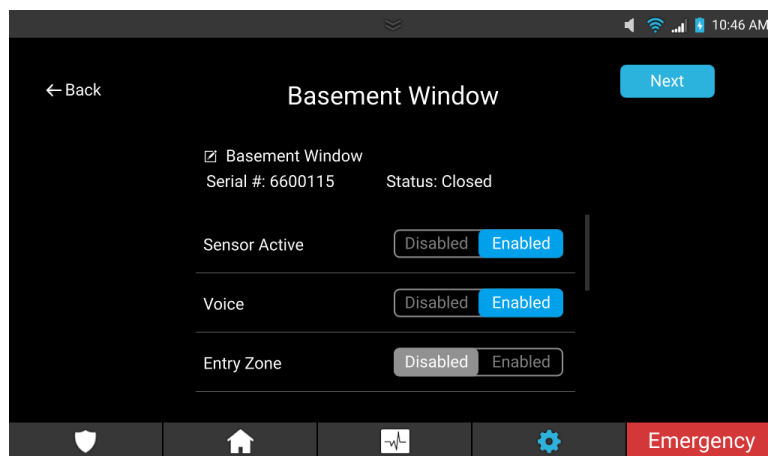 10:46 AM
Back
Next
Basement Window
Basement Window
Serial #: 6600115 Status: Closed
Sensor Active Disabled Enabled
Voice Disabled Enabled
Entry Zone Disabled Enabled
Emergency